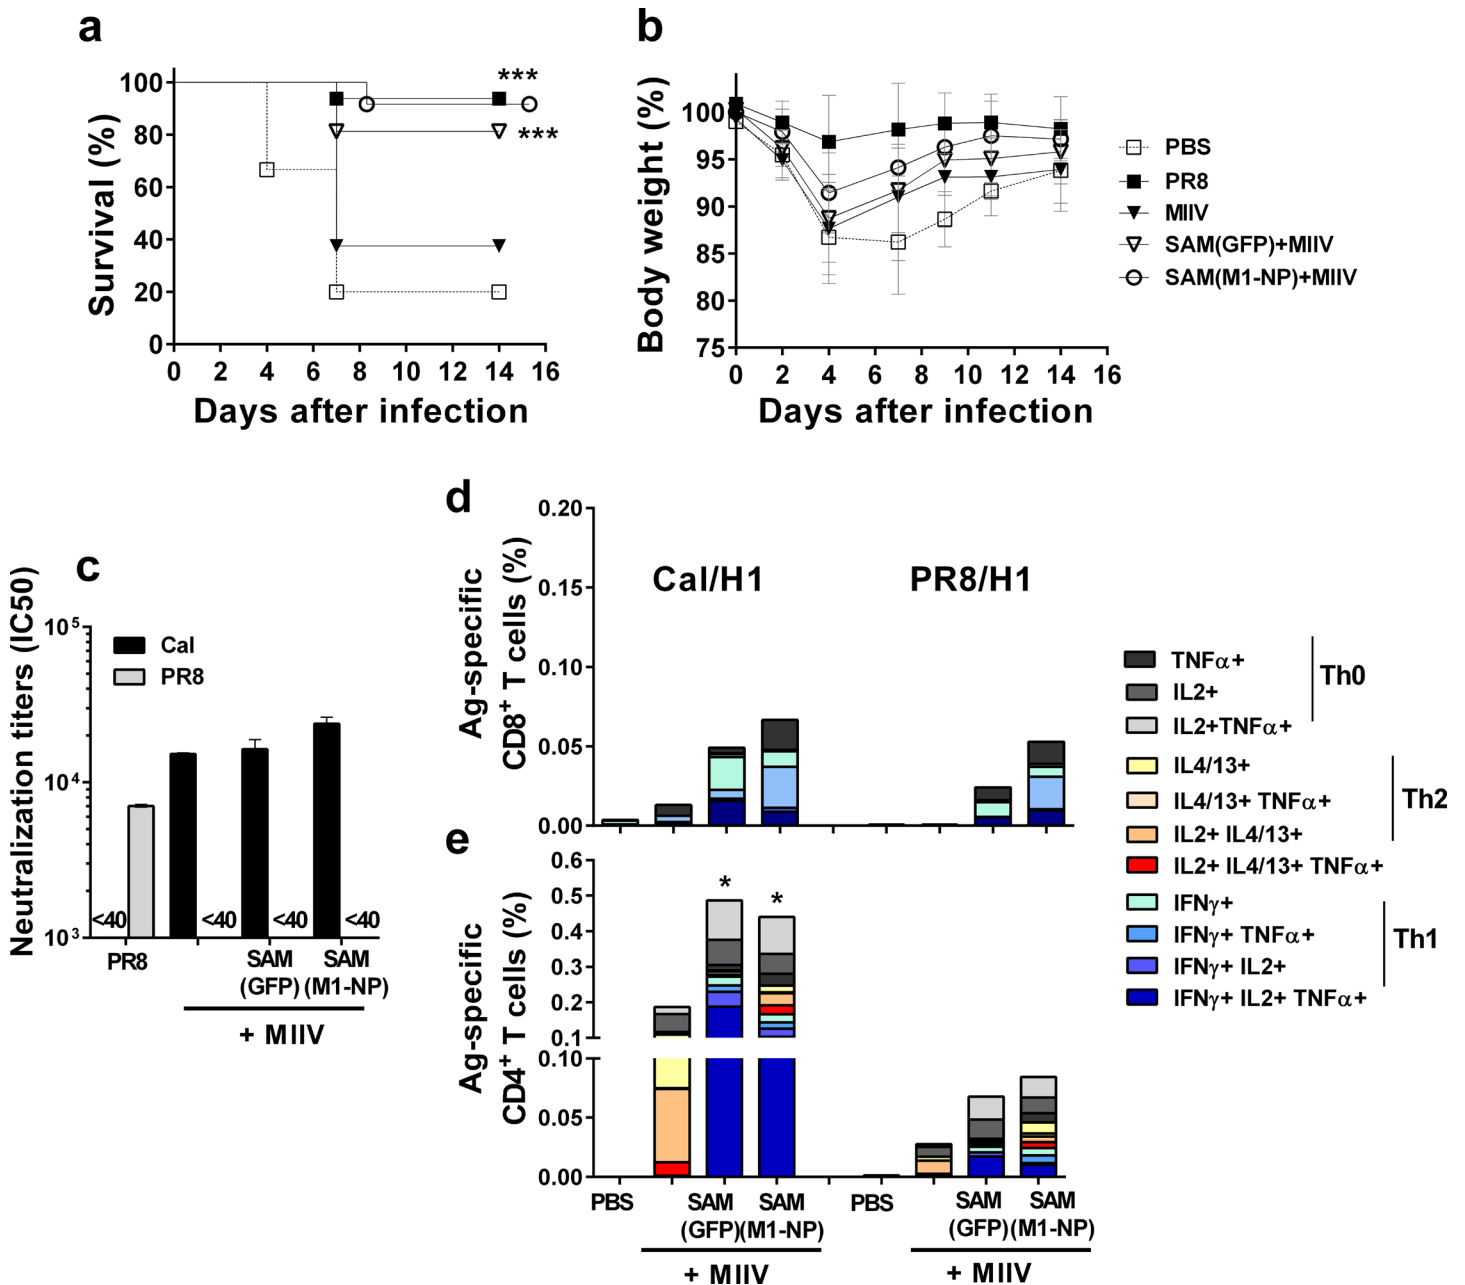 a
Survival (%)
100
80
60
40
20
0
***
***
0 2 4 6 8 10 12 14 16
Days after infection
b
Body weight (%)
100
95
90
85
80
75
0 2 4 6 8 10 12 14 16
Days after infection
PBS
PR8
MIIV
SAM(GFP)+MIIV
SAM(M1-NP)+MIIV
c
Neutralization titers (IC50)
10⁵
10⁴
10³
Cal
PR8
<40 <40 <40 <40
PR8 SAM SAM
(GFP) (M1-NP)
+ MIIV
d
Ag-specific
CD8⁺ T cells (%)
0.20
0.15
0.10
0.05
0.00
Cal/H1 PR8/H1
e
Ag-specific
CD4⁺ T cells (%)
0.6
0.5
0.4
0.3
0.2
0.1
0.10
0.05
0.00
* *
PBS SAM SAM PBS SAM SAM
(GFP)(M1-NP) (GFP)(M1-NP)
+ MIIV + MIIV
TNFα+
IL2+
IL2+TNFα+
Th0
IL4/13+
IL4/13+ TNFα+
IL2+ IL4/13+
IL2+ IL4/13+ TNFα+
Th2
IFNγ+
IFNγ+ TNFα+
IFNγ+ IL2+
IFNγ+ IL2+ TNFα+
Th1